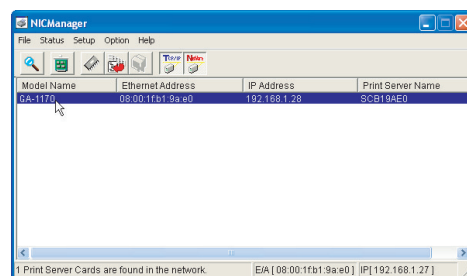 NICManager
File Status Setup Option Help
TCP/IP
Model Name Ethernet Address IP Address Print Server Name
GA-1170 08:00:1f:b1:9a:e0 192.168.1.28 SCB19AE0
1 Print Server Cards are found in the network. E/A [ 08:00:1f:b1:9a:e0 ] IP[ 192.168.1.27 ]